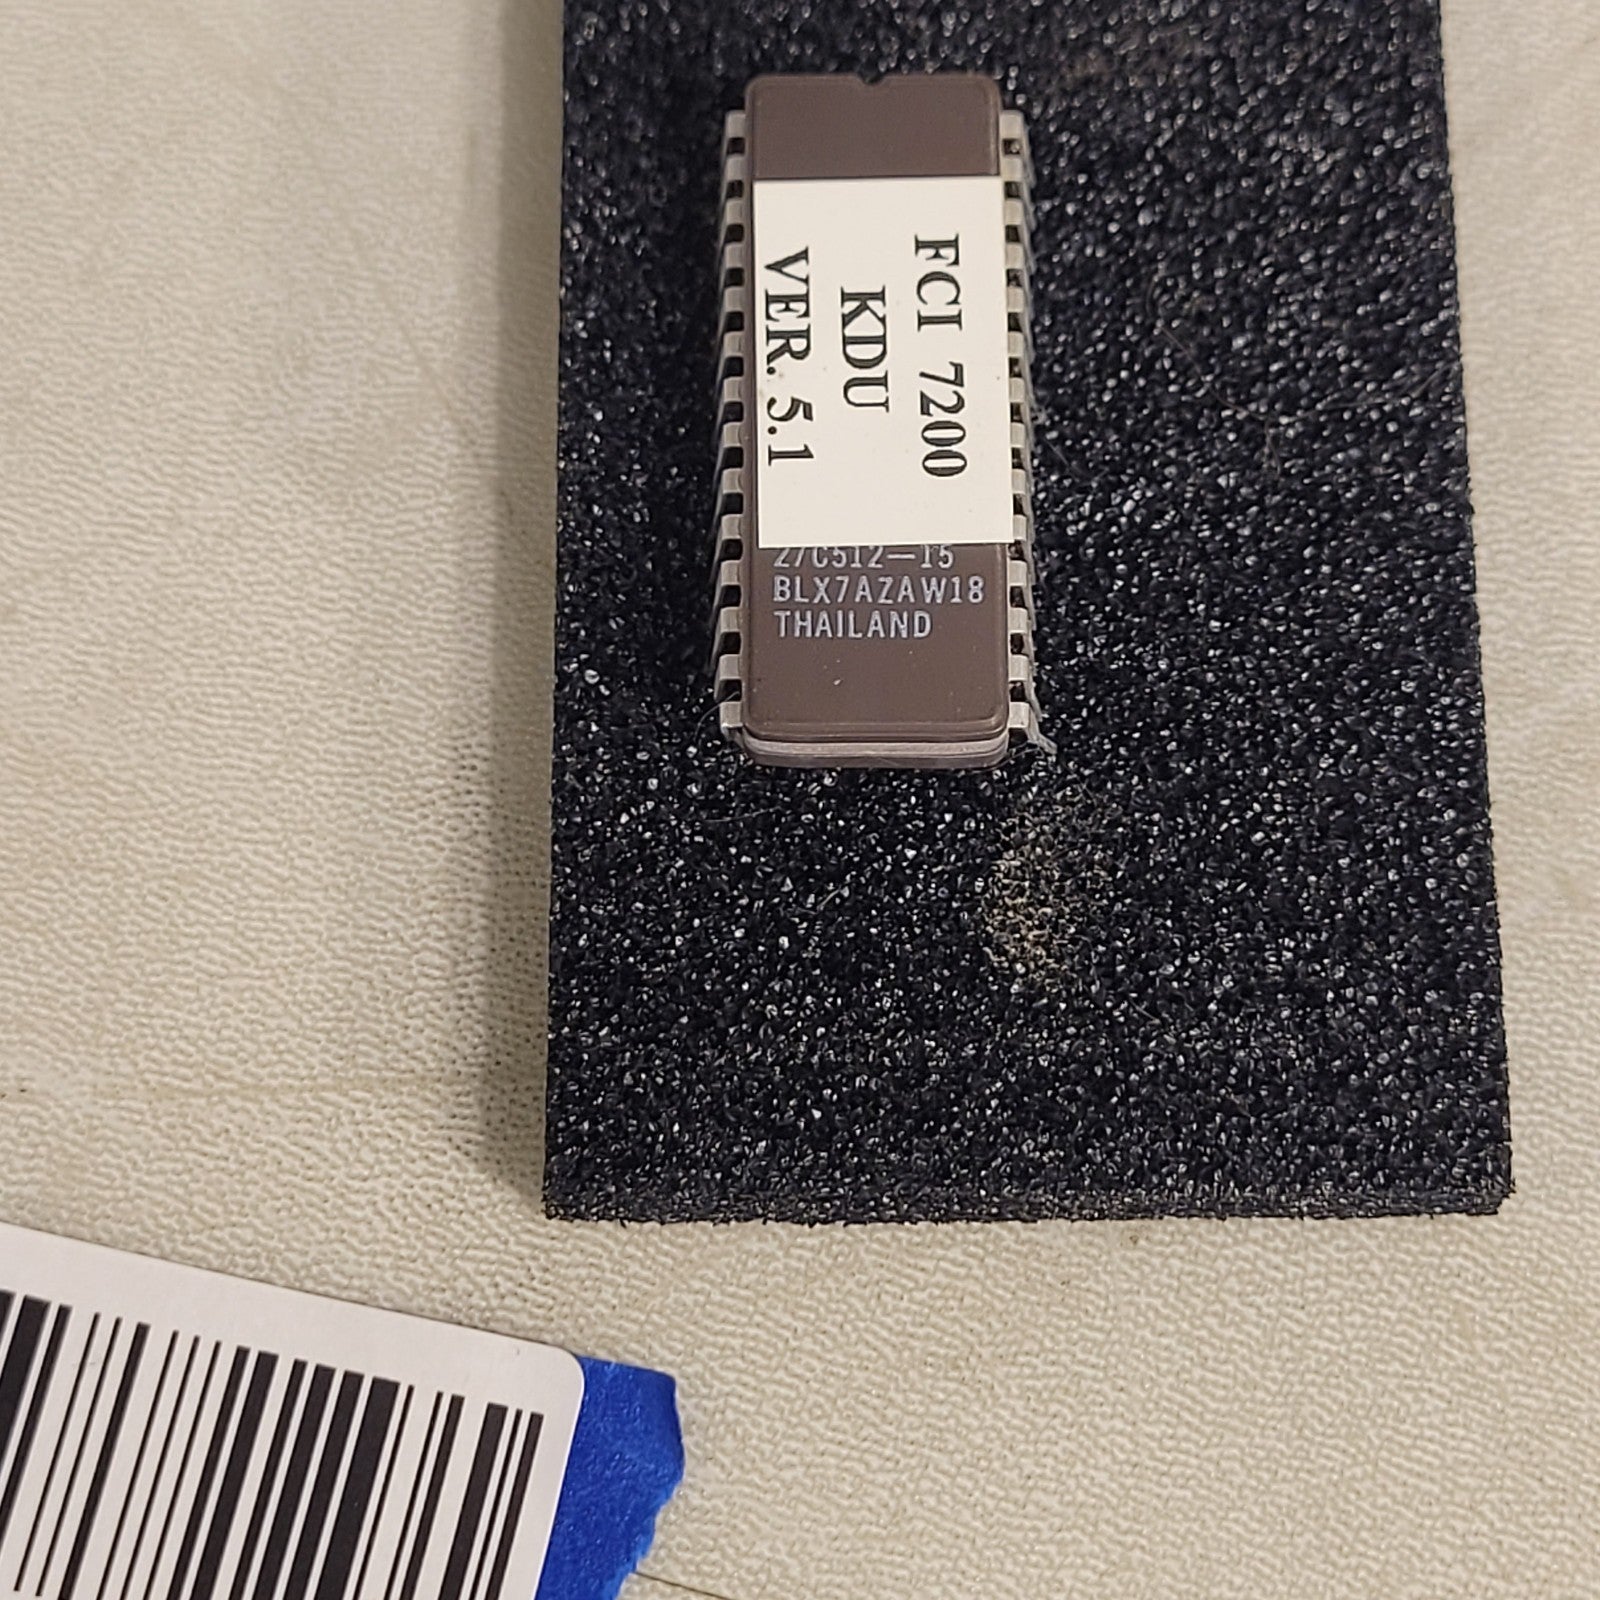 FCI 7200
KDU
VER. 5.1
27C512-15
BLX7AZAW18
THAILAND